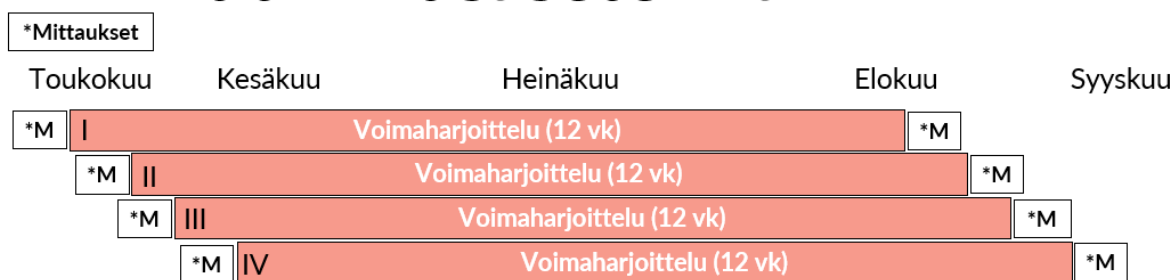 *Mittaukset
Toukokuu Kesäkuu Heinäkuu Elokuu Syyskuu
*M I Voimaharjoittelu (12 vk) *M
*M II Voimaharjoittelu (12 vk) *M
*M III Voimaharjoittelu (12 vk) *M
*M IV Voimaharjoittelu (12 vk) *M